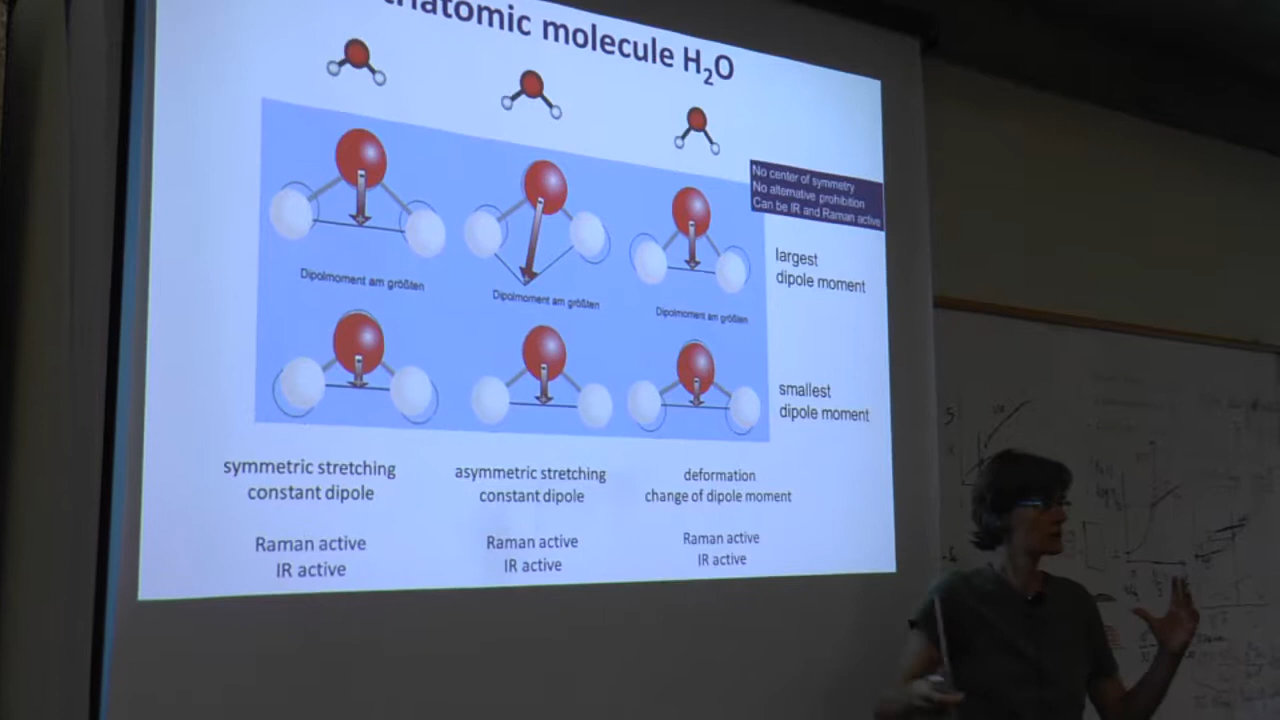 triatomic molecule H₂O
No center of symmetry
No alternative prohibition
Can be IR and Raman active
largest
dipole moment
Dipolmoment am größten
Dipolmoment am größten
Dipolmoment am größten
smallest
dipole moment
symmetric stretching
constant dipole
asymmetric stretching
constant dipole
deformation
change of dipole moment
Raman active
IR active
Raman active
IR active
Raman active
IR active